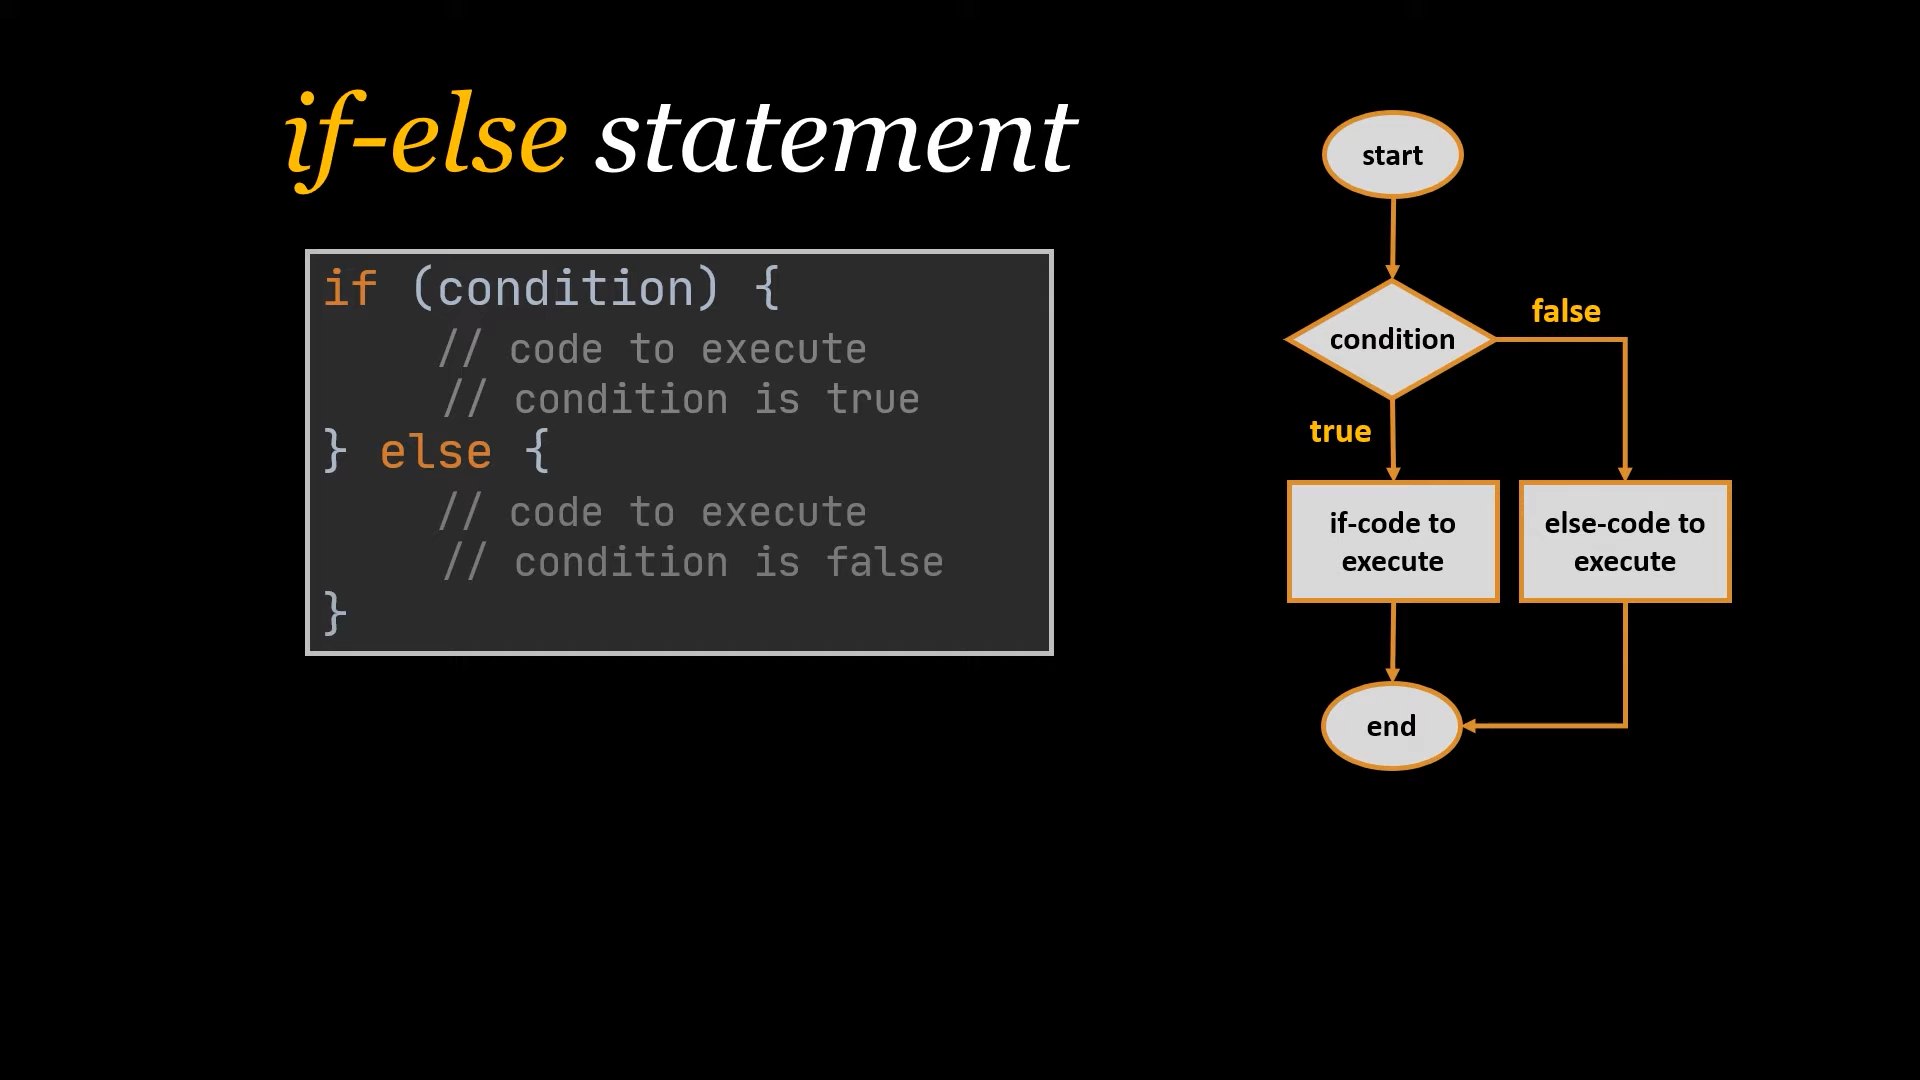 if-else statement
if (condition) {
// code to execute
// condition is true
} else {
// code to execute
// condition is false
}
start
condition
false
true
if-code to
execute
else-code to
execute
end